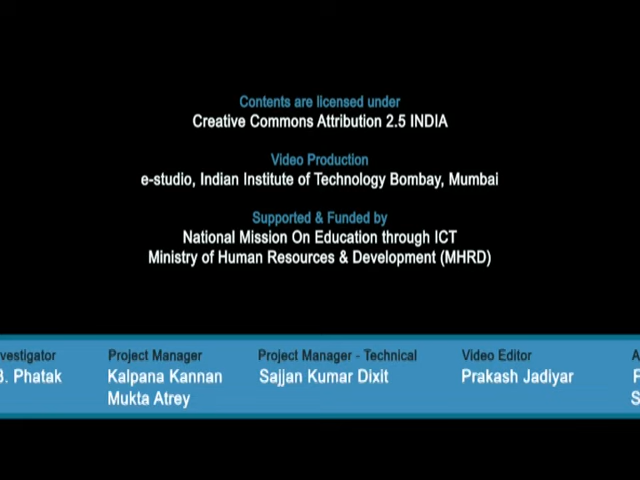 Contents are licensed under
Creative Commons Attribution 2.5 INDIA
Video Production
e-studio, Indian Institute of Technology Bombay, Mumbai
Supported & Funded by
National Mission On Education through ICT
Ministry of Human Resources & Development (MHRD)
Project Manager
Kalpana Kannan
Mukta Atrey
Project Manager - Technical
Sajjan Kumar Dixit
Video Editor
Prakash Jadiyar
Phatak